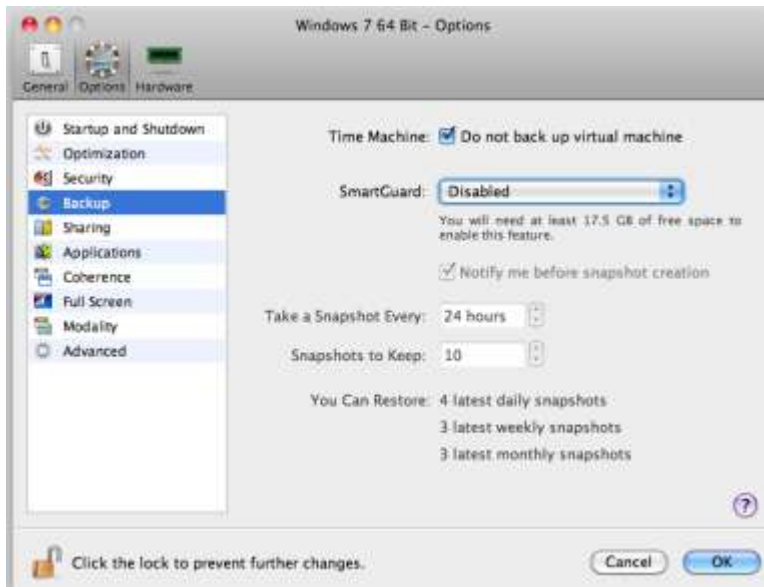 Windows 7 64 Bit – Options
General Options Hardware
Startup and Shutdown
Optimization
Security
Backup
Sharing
Applications
Coherence
Full Screen
Modality
Advanced
Time Machine: Do not back up virtual machine
SmartGuard: Disabled
You will need at least 17.5 GB of free space to
enable this feature.
Notify me before snapshot creation
Take a Snapshot Every: 24 hours
Snapshots to Keep: 10
You Can Restore: 4 latest daily snapshots
3 latest weekly snapshots
3 latest monthly snapshots
?
Click the lock to prevent further changes.
Cancel OK